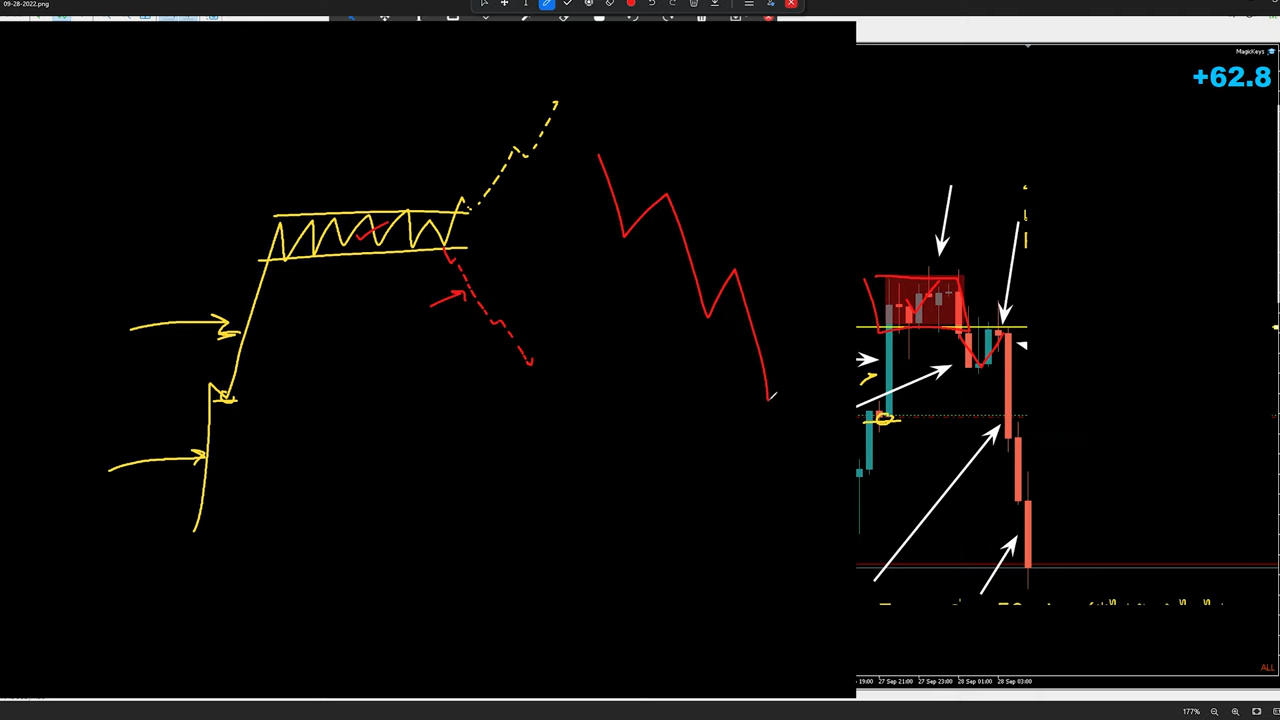 09-28-2022.png
MagicKeys
+62.8
ALL
19:00 27 Sep 21:00 27 Sep 23:00 28 Sep 01:00 28 Sep 03:00
177%